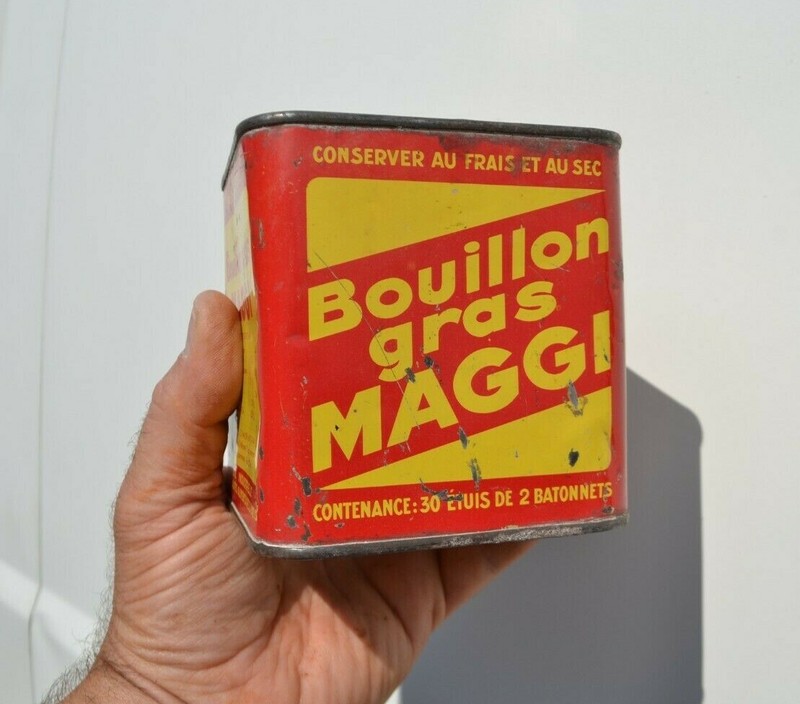 CONSERVER AU FRAIS ET AU SEC
Bouillon
gras
MAGGI
CONTENANCE: 30 ETUIS DE 2 BATONNETS